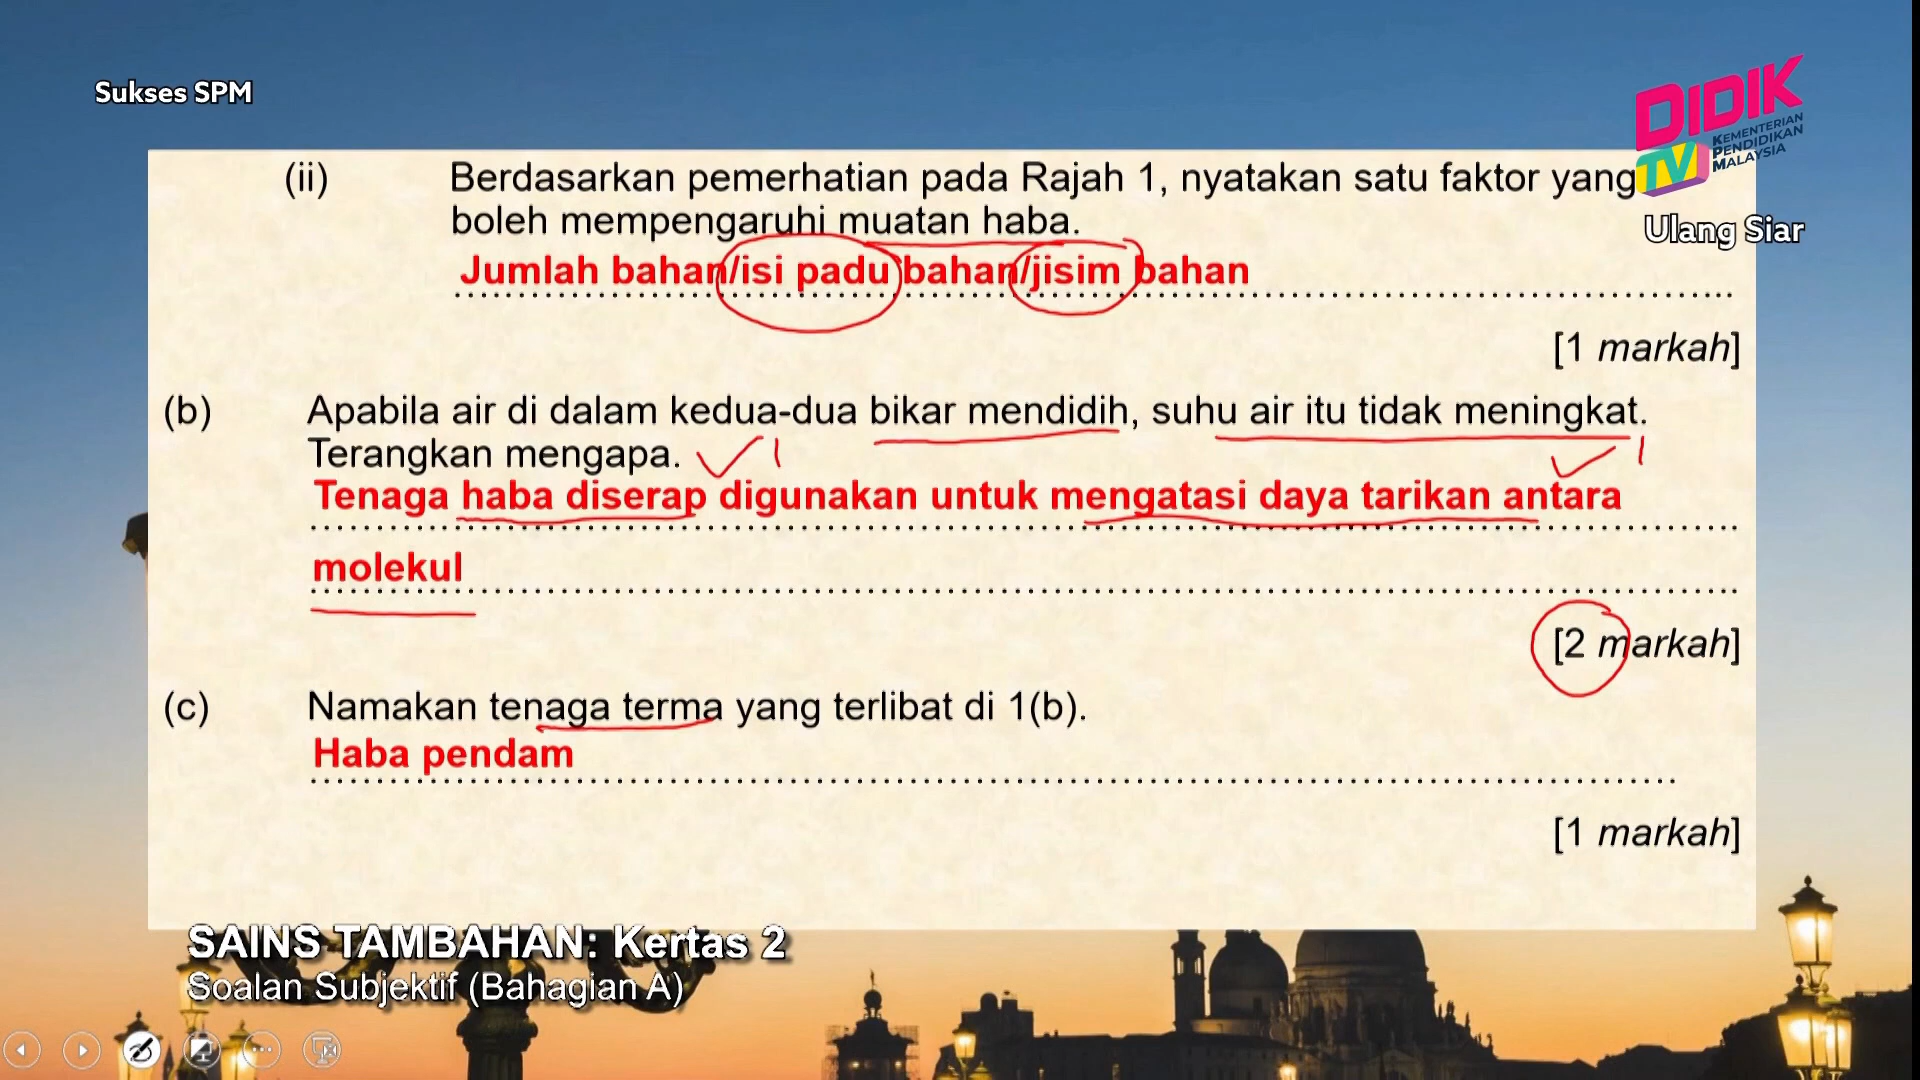 Sukses SPM
DIDIK
TV
KEMENTERIAN
PENDIDIKAN
MALAYSIA
Ulang Siar
(ii) Berdasarkan pemerhatian pada Rajah 1, nyatakan satu faktor yang
boleh mempengaruhi muatan haba.
Jumlah bahan/isi padu bahan/jisim bahan
[1 markah]
(b) Apabila air di dalam kedua-dua bikar mendidih, suhu air itu tidak meningkat.
Terangkan mengapa. ✓1 ✓1
Tenaga haba diserap digunakan untuk mengatasi daya tarikan antara
molekul
[2 markah]
(c) Namakan tenaga terma yang terlibat di 1(b).
Haba pendam
[1 markah]
SAINS TAMBAHAN: Kertas 2
Soalan Subjektif (Bahagian A)